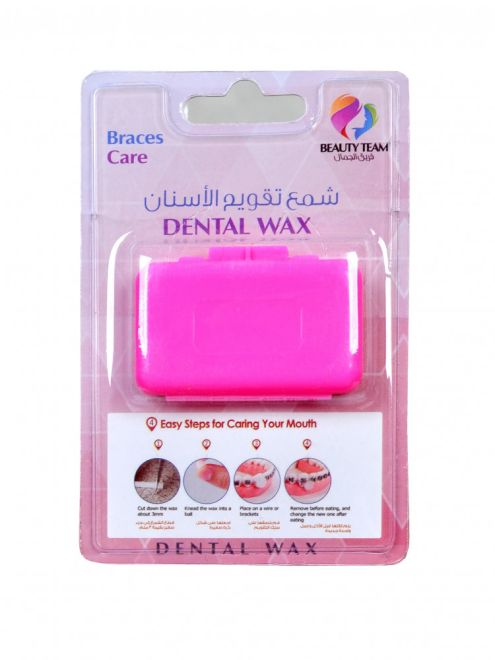 Braces
Care
BEAUTY TEAM
فريق الجمال
شمع تقويم الأسنان
DENTAL WAX
4 Easy Steps for Caring Your Mouth
1
2
3
4
Cut down the wax
about 3mm
Knead the wax into a
ball
Place on a wire or
brackets
Remove before eating, and
change the new one after
eating
DENTAL WAX